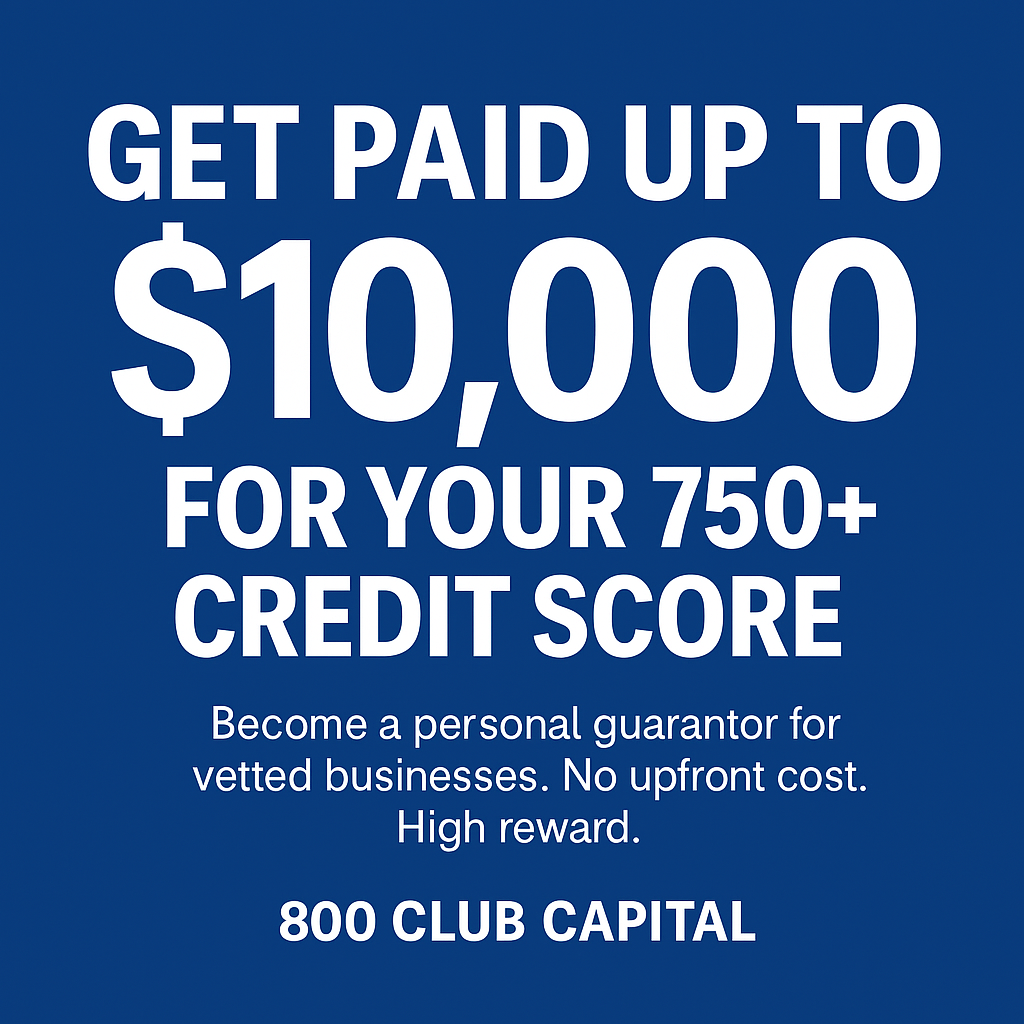 GET PAID UP TO
$10,000
FOR YOUR 750+
CREDIT SCORE
Become a personal guarantor for
vetted businesses. No upfront cost.
High reward.
800 CLUB CAPITAL